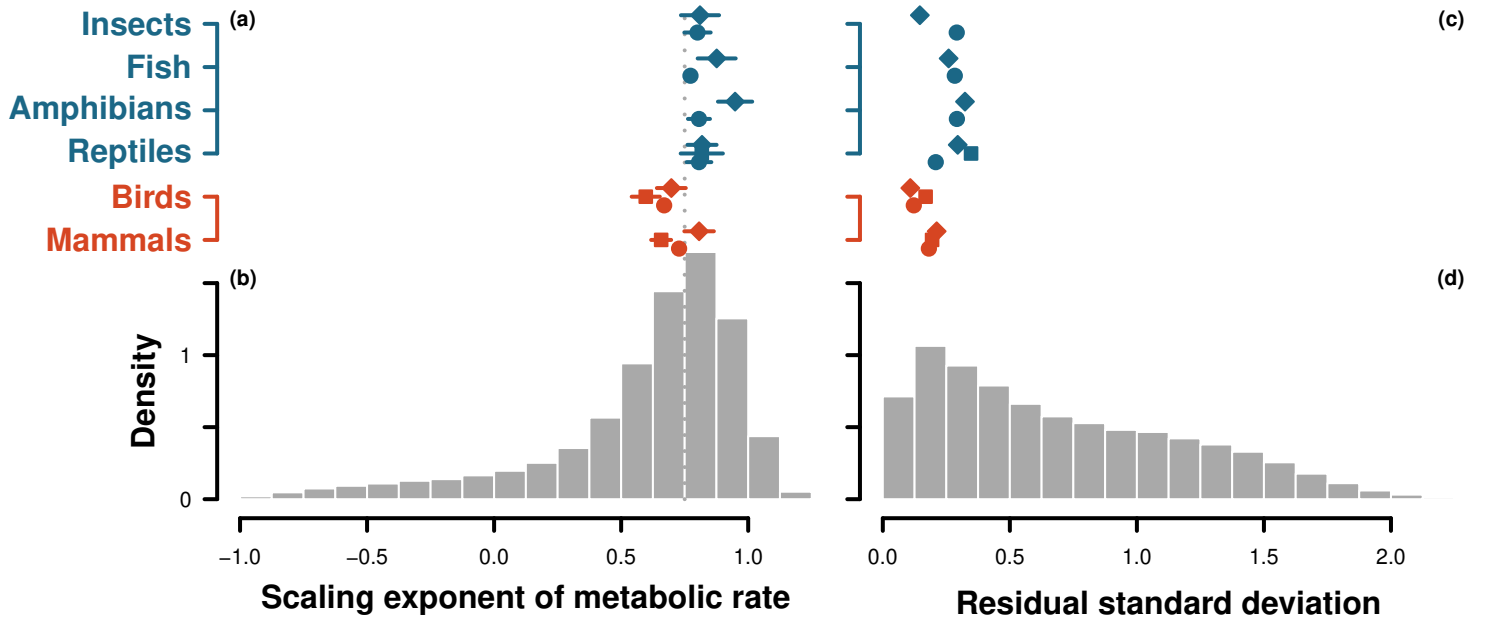 Insects
(a)
(c)
Fish
Amphibians
Reptiles
Birds
Mammals
(b)
(d)
Density
1
0
−1.0 −0.5 0.0 0.5 1.0
0.0 0.5 1.0 1.5 2.0
Scaling exponent of metabolic rate
Residual standard deviation